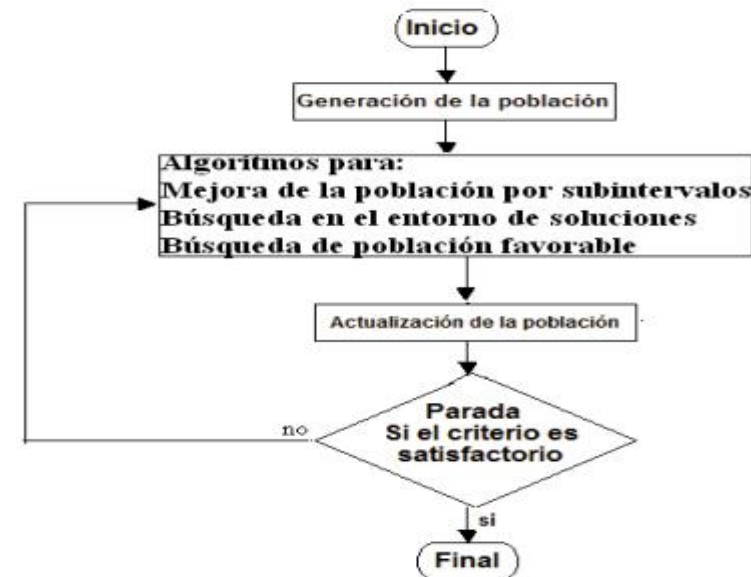 Inicio
Generación de la población
Algoritmos para:
Mejora de la población por subintervalos
Búsqueda en el entorno de soluciones
Búsqueda de población favorable
Actualización de la población
Parada
Si el criterio es
satisfactorio
no
si
Final